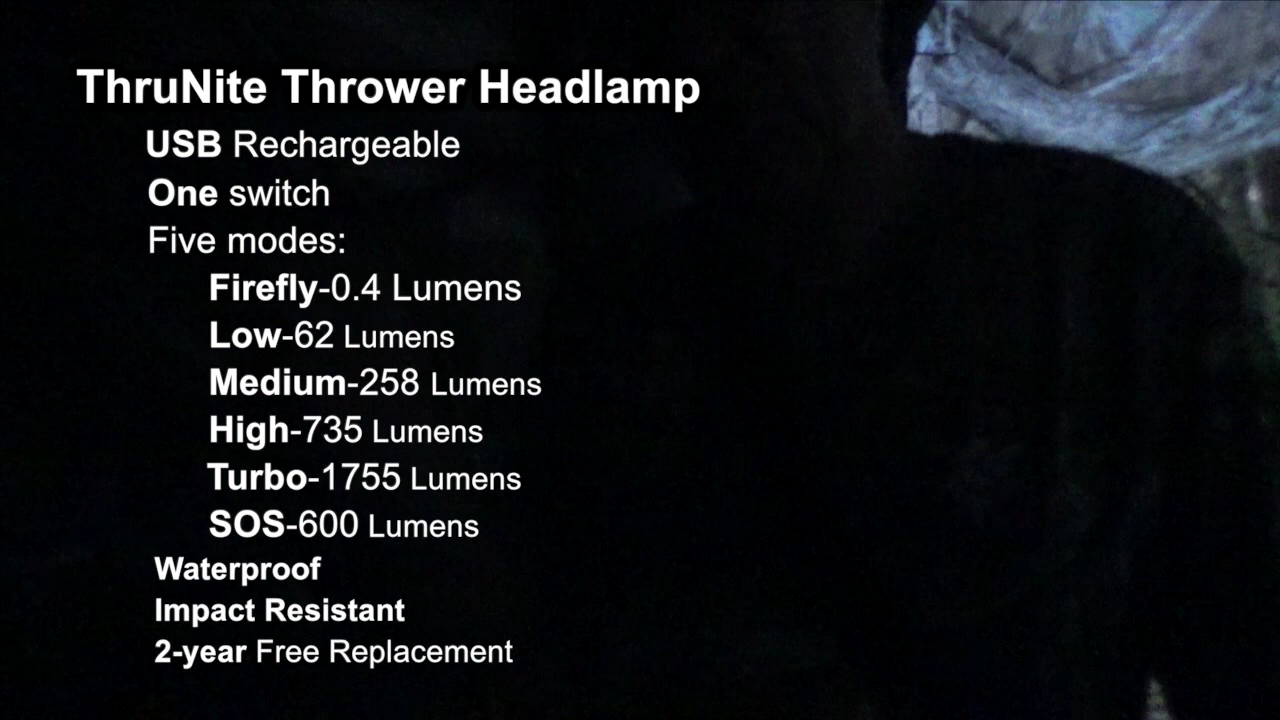 ThruNite Thrower Headlamp
USB Rechargeable
One switch
Five modes:
Firefly-0.4 Lumens
Low-62 Lumens
Medium-258 Lumens
High-735 Lumens
Turbo-1755 Lumens
SOS-600 Lumens
Waterproof
Impact Resistant
2-year Free Replacement